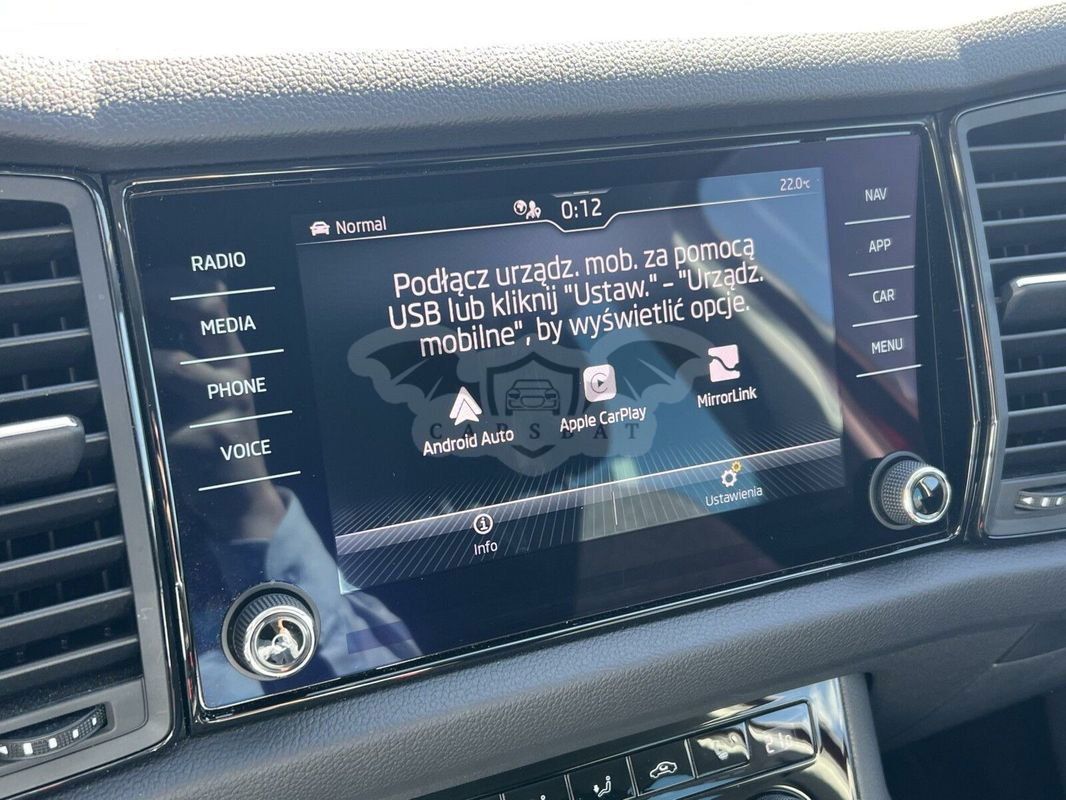 Normal
0:12
22.0°C
RADIO
MEDIA
PHONE
VOICE
NAV
APP
CAR
MENU
Podłącz urządz. mob. za pomocą
USB lub kliknij "Ustaw."-"Urządz.
mobilne", by wyświetlić opcje.
Android Auto
Apple CarPlay
MirrorLink
CARSBAT
Info
Ustawienia